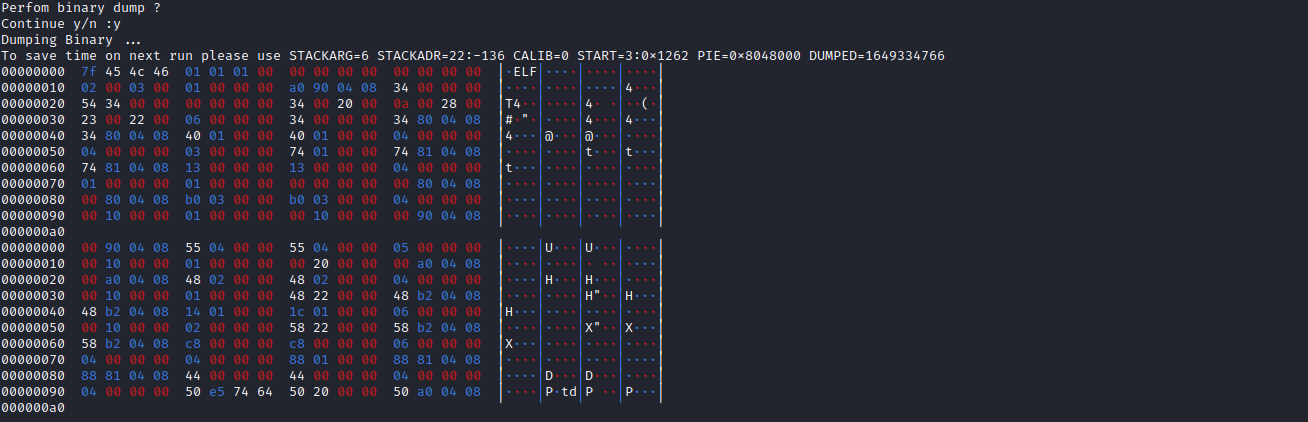 Perfom binary dump ?
Continue y/n :y
Dumping Binary ...
To save time on next run please use STACKARG=6 STACKADR=22:-136 CALIB=0 START=3:0×1262 PIE=0×8048000 DUMPED=1649334766
00000000  7f 45 4c 46  01 01 01 00  00 00 00 00  00 00 00 00  │·ELF│····│····│····│
00000010  02 00 03 00  01 00 00 00  a0 90 04 08  34 00 00 00  │····│····│····│4···│
00000020  54 34 00 00  00 00 00 00  34 00 20 00  0a 00 28 00  │T4··│····│4· ·│··(·│
00000030  23 00 22 00  06 00 00 00  34 00 00 00  34 80 04 08  │#·"·│····│4···│4···│
00000040  34 80 04 08  40 01 00 00  40 01 00 00  04 00 00 00  │4···│@···│@···│····│
00000050  04 00 00 00  03 00 00 00  74 01 00 00  74 81 04 08  │····│····│t···│t···│
00000060  74 81 04 08  13 00 00 00  13 00 00 00  04 00 00 00  │t···│····│····│····│
00000070  01 00 00 00  01 00 00 00  00 00 00 00  00 80 04 08  │····│····│····│····│
00000080  00 80 04 08  b0 03 00 00  b0 03 00 00  04 00 00 00  │····│····│····│····│
00000090  00 10 00 00  01 00 00 00  00 10 00 00  00 90 04 08  │····│····│····│····│
000000a0
00000000  00 90 04 08  55 04 00 00  55 04 00 00  05 00 00 00  │····│U···│U···│····│
00000010  00 10 00 00  01 00 00 00  00 20 00 00  00 a0 04 08  │····│····│· ··│····│
00000020  00 a0 04 08  48 02 00 00  48 02 00 00  04 00 00 00  │····│H···│H···│····│
00000030  00 10 00 00  01 00 00 00  48 22 00 00  48 b2 04 08  │····│····│H"··│H···│
00000040  48 b2 04 08  14 01 00 00  1c 01 00 00  06 00 00 00  │H···│····│····│····│
00000050  00 10 00 00  02 00 00 00  58 22 00 00  58 b2 04 08  │····│····│X"··│X···│
00000060  58 b2 04 08  c8 00 00 00  c8 00 00 00  06 00 00 00  │X···│····│····│····│
00000070  04 00 00 00  04 00 00 00  88 01 00 00  88 81 04 08  │····│····│····│····│
00000080  88 81 04 08  44 00 00 00  44 00 00 00  04 00 00 00  │····│D···│D···│····│
00000090  04 00 00 00  50 e5 74 64  50 20 00 00  50 a0 04 08  │····│P·td│P ··│P···│
000000a0